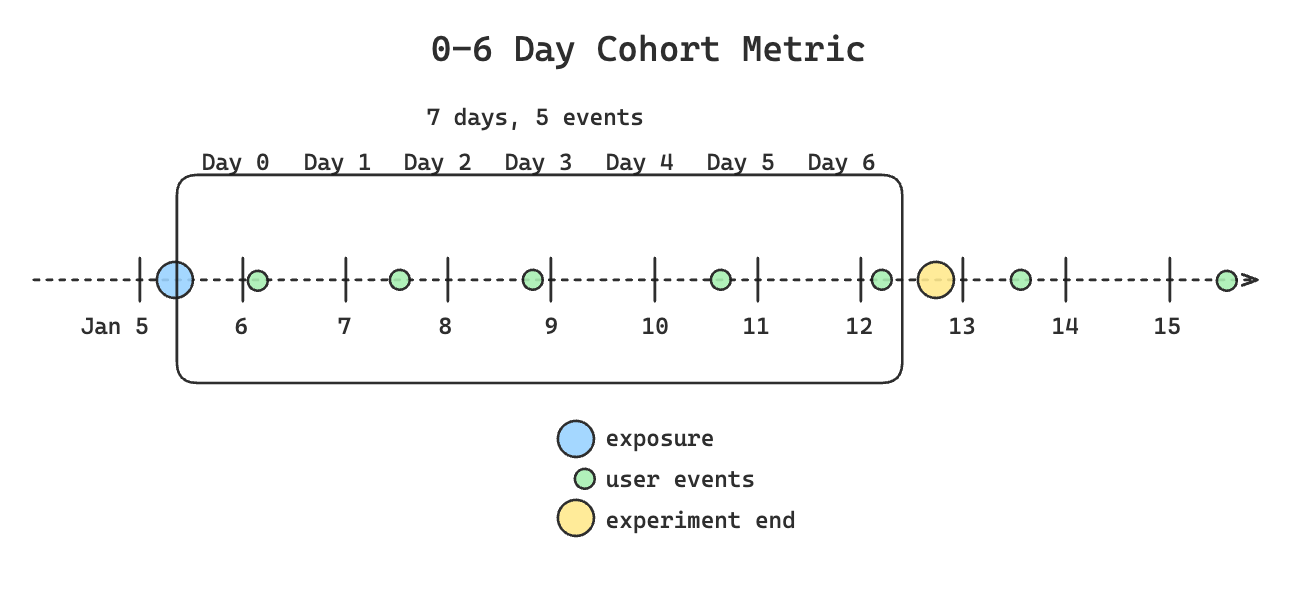 0–6 Day Cohort Metric
7 days, 5 events
Day 0 Day 1 Day 2 Day 3 Day 4 Day 5 Day 6
Jan 5 6 7 8 9 10 11 12 13 14 15
exposure
user events
experiment end